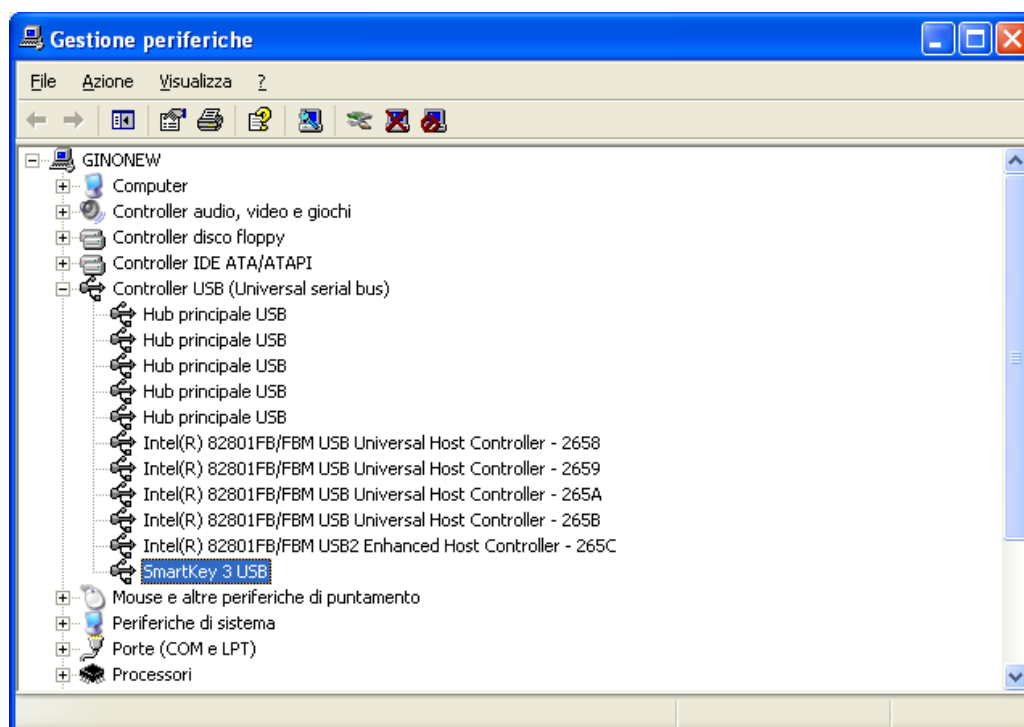 Gestione periferiche
File Azione Visualizza ?
GINONEW
Computer
Controller audio, video e giochi
Controller disco floppy
Controller IDE ATA/ATAPI
Controller USB (Universal serial bus)
Hub principale USB
Hub principale USB
Hub principale USB
Hub principale USB
Hub principale USB
Intel(R) 82801FB/FBM USB Universal Host Controller - 2658
Intel(R) 82801FB/FBM USB Universal Host Controller - 2659
Intel(R) 82801FB/FBM USB Universal Host Controller - 265A
Intel(R) 82801FB/FBM USB Universal Host Controller - 265B
Intel(R) 82801FB/FBM USB2 Enhanced Host Controller - 265C
SmartKey 3 USB
Mouse e altre periferiche di puntamento
Periferiche di sistema
Porte (COM e LPT)
Processori